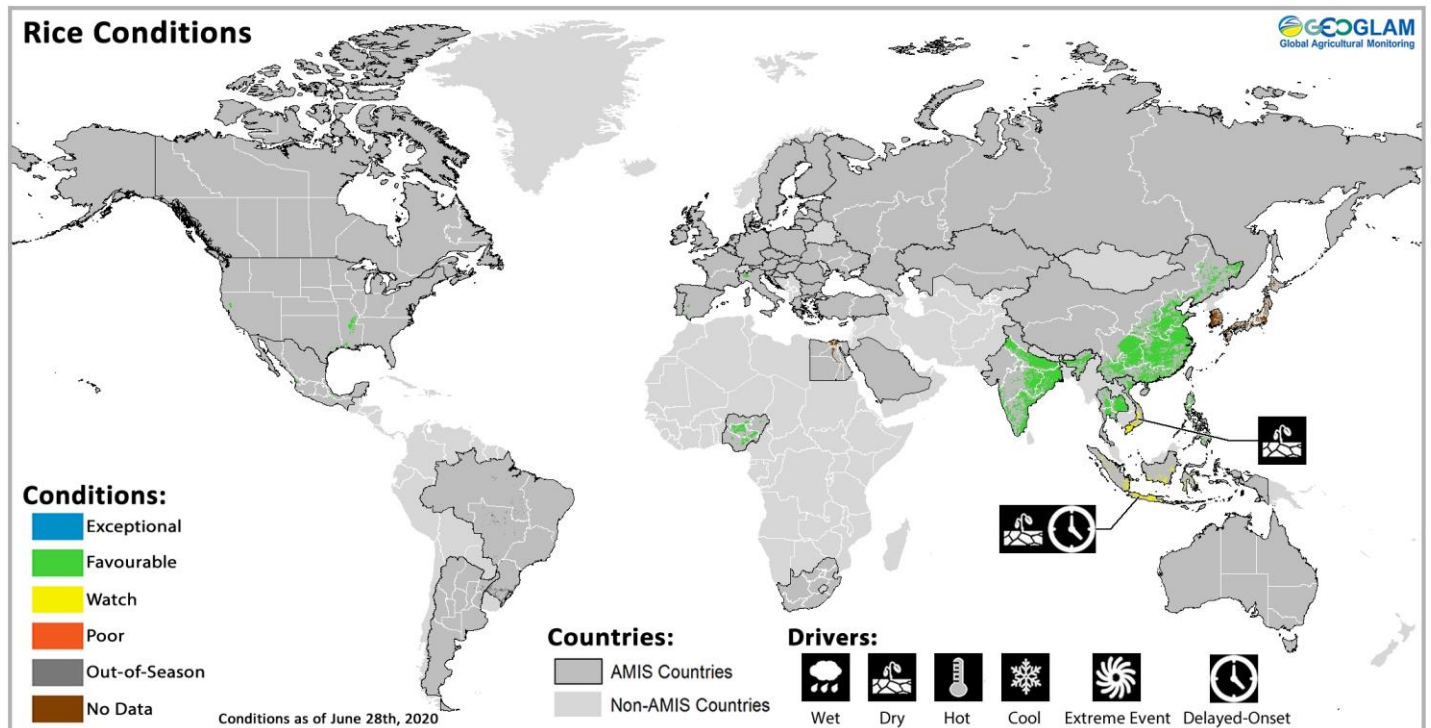 Rice Conditions
GEOGLAM
Global Agricultural Monitoring
Conditions:
Exceptional
Favourable
Watch
Poor
Out-of-Season
No Data
Conditions as of June 28th, 2020
Countries:
AMIS Countries
Non-AMIS Countries
Drivers:
Wet Dry Hot Cool Extreme Event Delayed-Onset